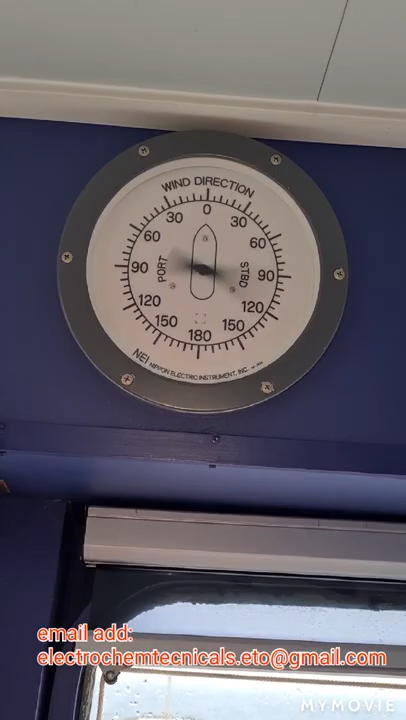 WIND DIRECTION
0
30 30
60 60
90 PORT STBD 90
120 120
150 150
180
NEI NIPPON ELECTRIC INSTRUMENT, INC.
email add:
electrochemtecnicals.eto@gmail.com
MYMOVIE